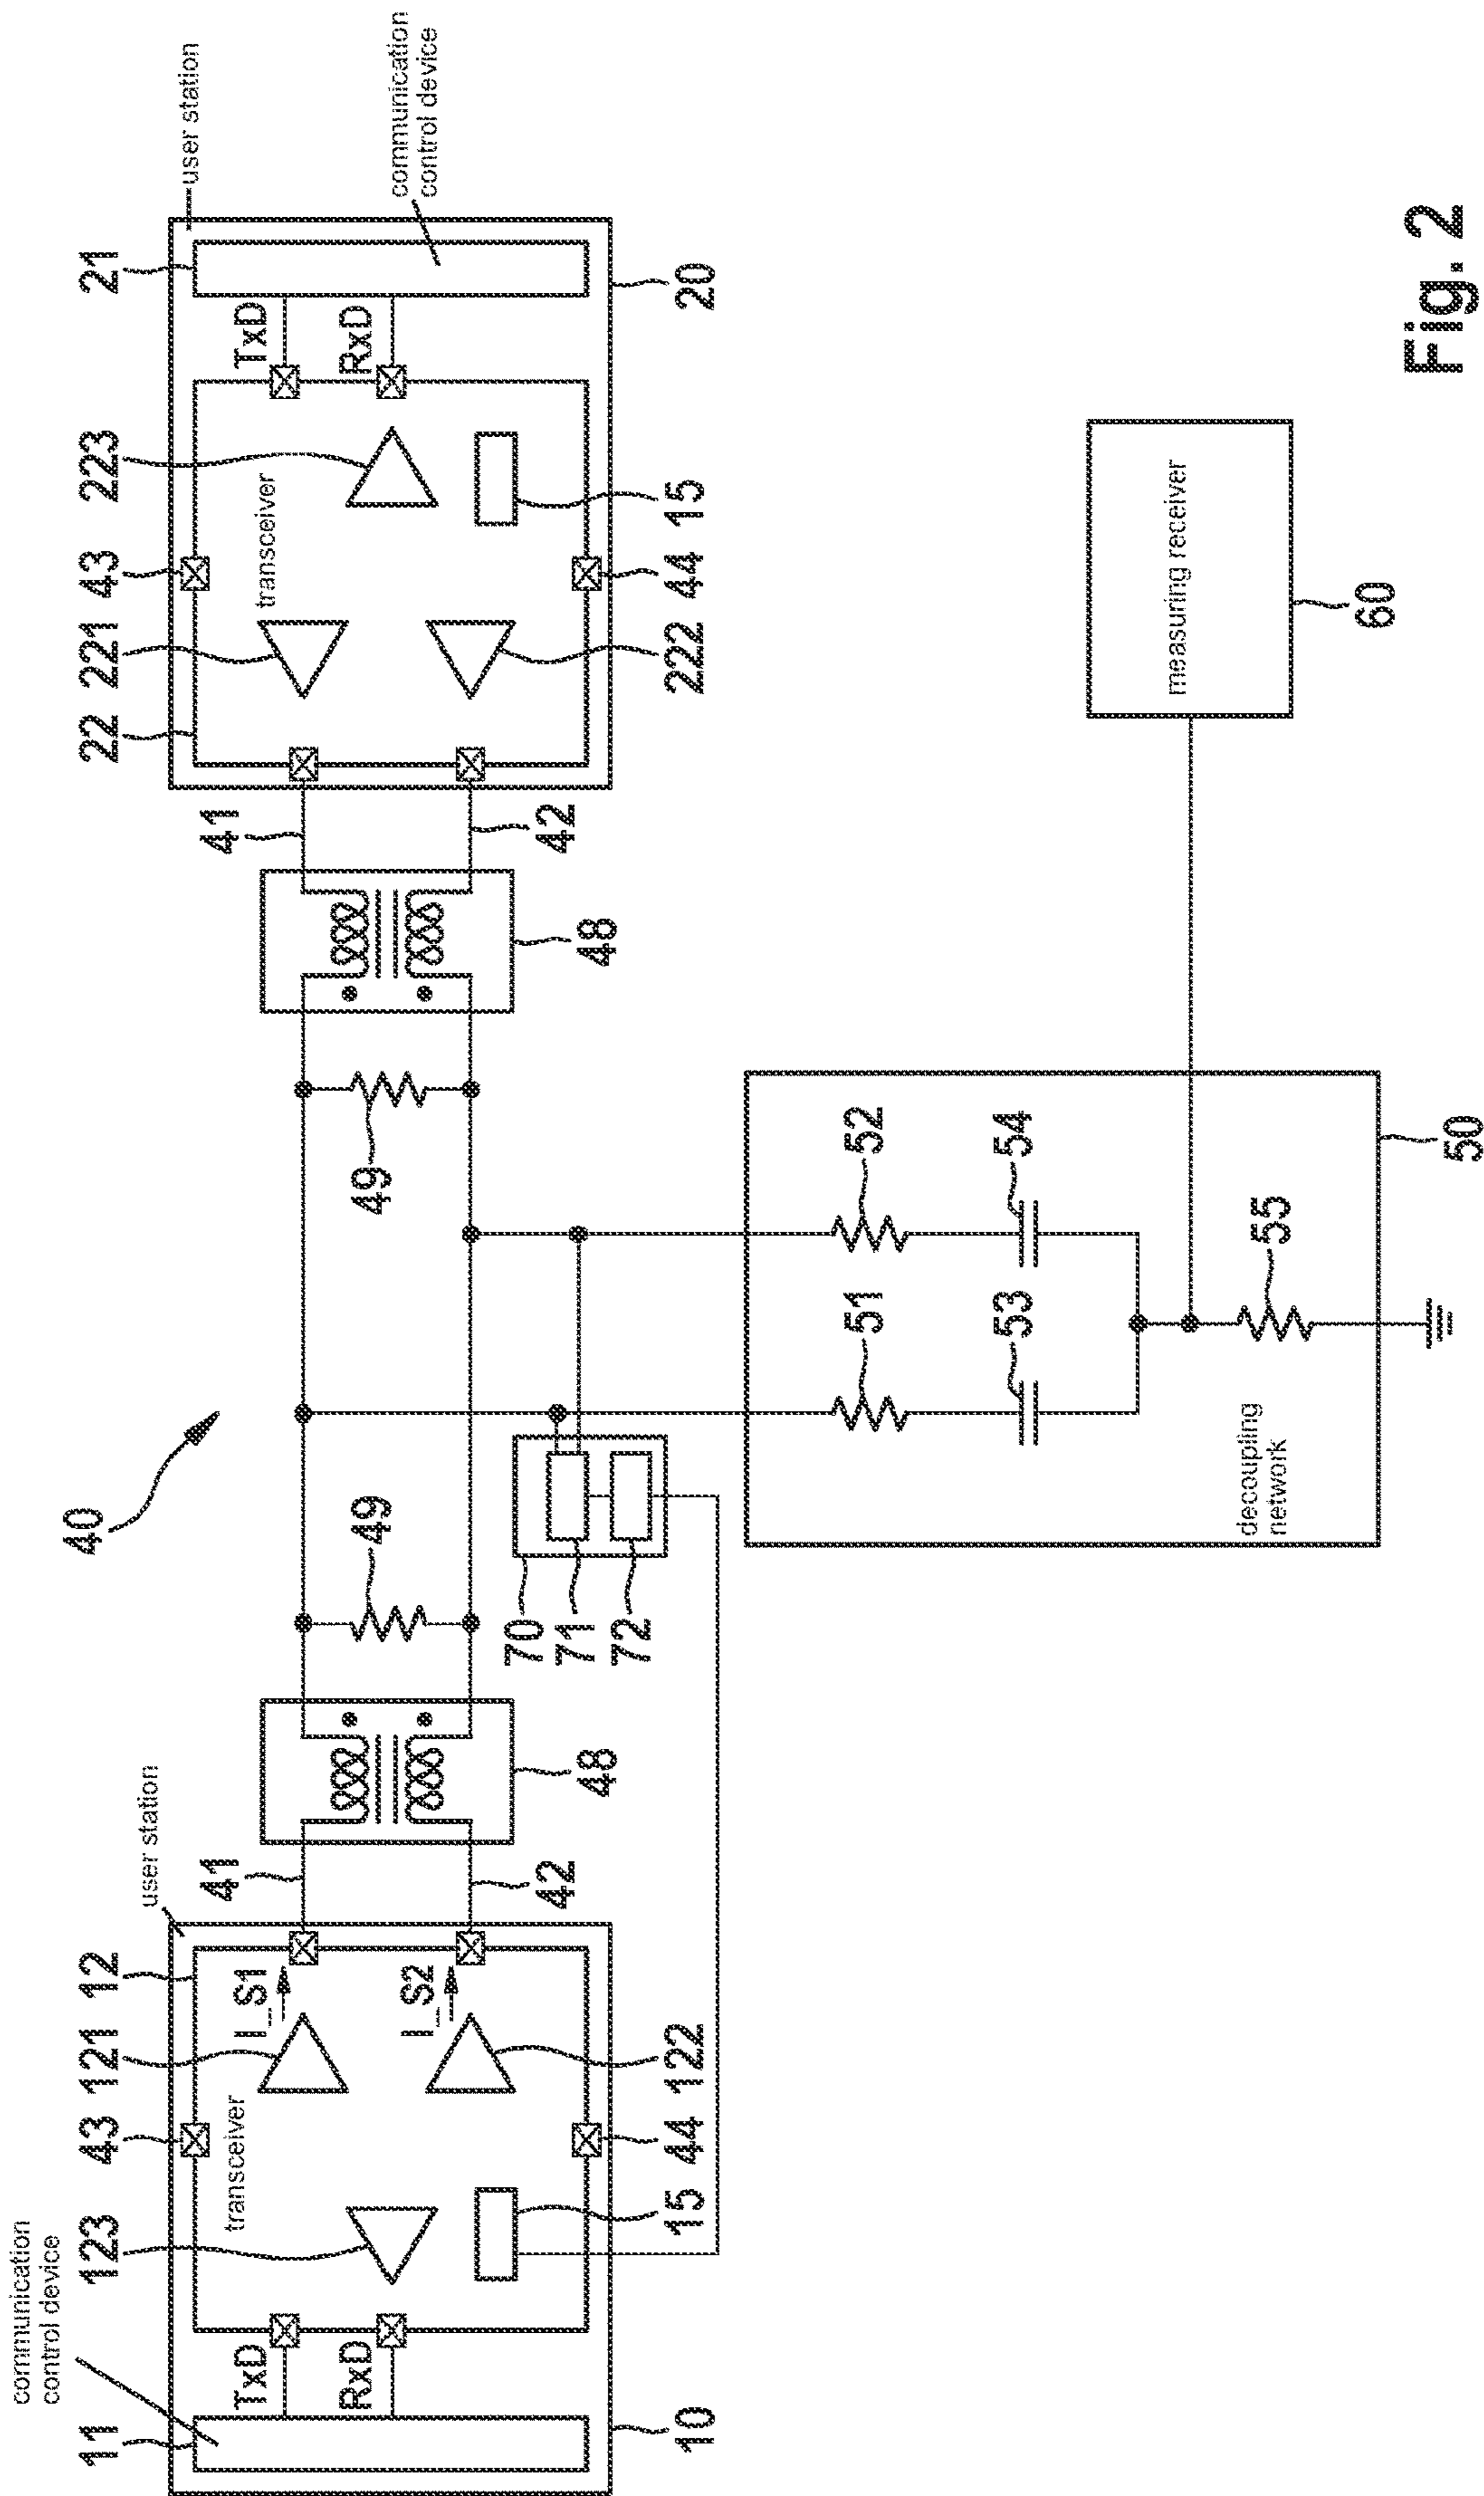 40
communication
control device
user station
user station
11
123
43
121
12
22
221
43
223
21
communication
control device
transceiver
transceiver
TxD
I_S1
41
41
TxD
RxD
I_S2
49
49
RxD
42
42
10
15
44
122
48
48
222
44
15
20
70
71
72
51
52
53
54
decoupling
network
55
50
measuring receiver
60
Fig. 2